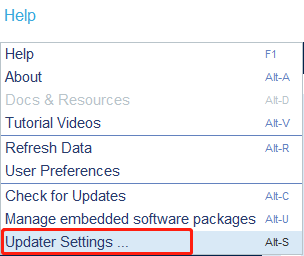 Help
Help F1
About Alt-A
Docs & Resources Alt-D
Tutorial Videos Alt-V
Refresh Data Alt-R
User Preferences
Check for Updates Alt-C
Manage embedded software packages Alt-U
Updater Settings ... Alt-S